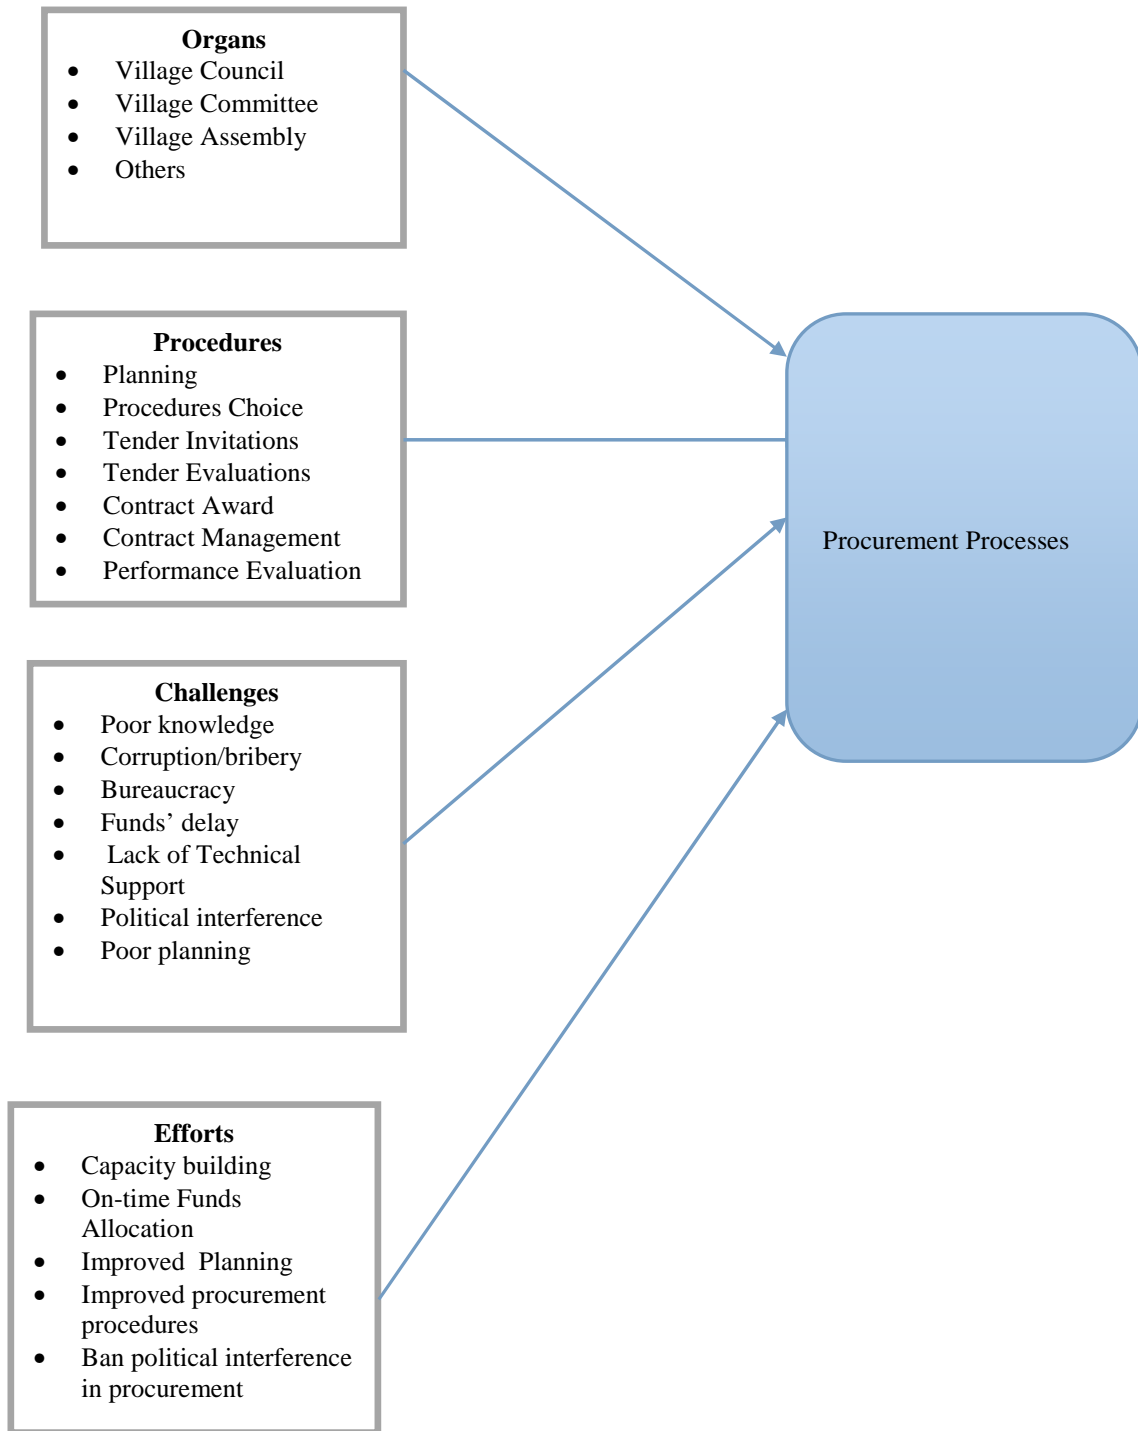 Organs
• Village Council
• Village Committee
• Village Assembly
• Others
Procedures
• Planning
• Procedures Choice
• Tender Invitations
• Tender Evaluations
• Contract Award
• Contract Management
• Performance Evaluation
Procurement Processes
Challenges
• Poor knowledge
• Corruption/bribery
• Bureaucracy
• Funds’ delay
• Lack of Technical
Support
• Political interference
• Poor planning
Efforts
• Capacity building
• On-time Funds
Allocation
• Improved  Planning
• Improved procurement
procedures
• Ban political interference
in procurement